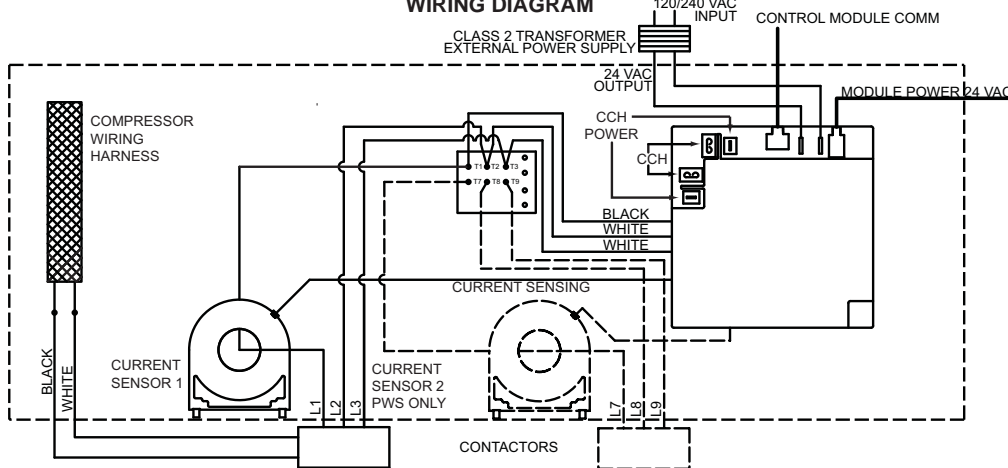 WIRING DIAGRAM
120/240 VAC
INPUT
CONTROL MODULE COMM
CLASS 2 TRANSFORMER
EXTERNAL POWER SUPPLY
24 VAC
OUTPUT
MODULE POWER 24 VAC
COMPRESSOR
WIRING
HARNESS
CCH
POWER
CCH
T1 T2 T3
T7 T8 T9
BLACK
WHITE
WHITE
CURRENT SENSING
CURRENT
SENSOR 1
CURRENT
SENSOR 2
PWS ONLY
BLACK
WHITE
L1
L2
L3
L7
L8
L9
CONTACTORS